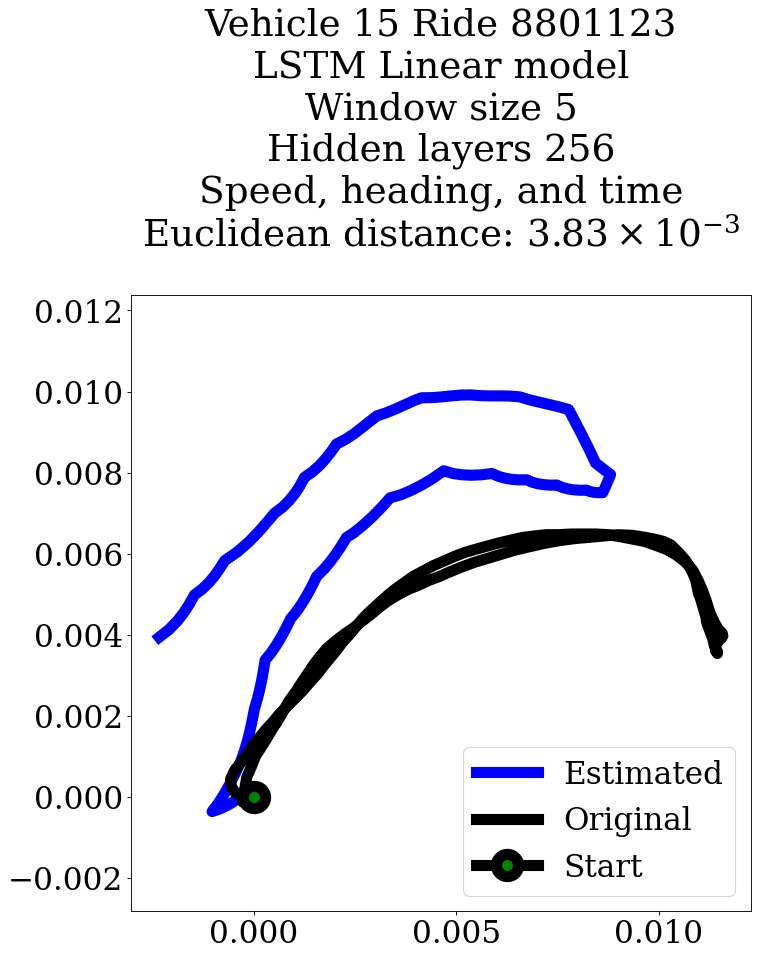 Vehicle 15 Ride 8801123
LSTM Linear model
Window size 5
Hidden layers 256
Speed, heading, and time
Euclidean distance: 3.83 × 10⁻³
0.012
0.010
0.008
0.006
0.004
0.002
0.000
−0.002
0.000 0.005 0.010
Estimated
Original
Start